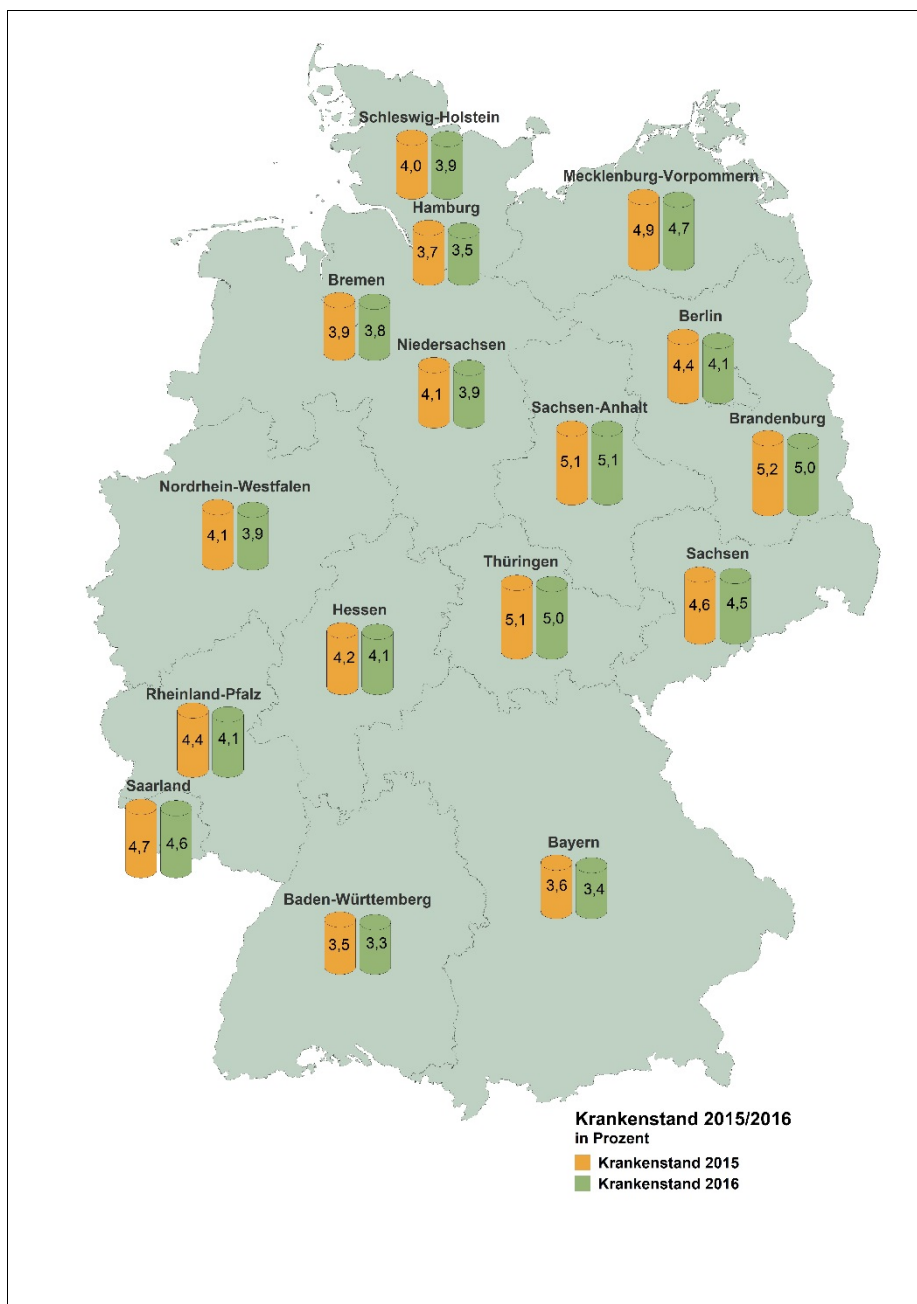 Schleswig-Holstein
4,0 3,9
Mecklenburg-Vorpommern
4,9 4,7
Hamburg
3,7 3,5
Bremen
3,9 3,8
Berlin
4,4 4,1
Niedersachsen
4,1 3,9
Sachsen-Anhalt
5,1 5,1
Brandenburg
5,2 5,0
Nordrhein-Westfalen
4,1 3,9
Thüringen
5,1 5,0
Sachsen
4,6 4,5
Hessen
4,2 4,1
Rheinland-Pfalz
4,4 4,1
Saarland
4,7 4,6
Bayern
3,6 3,4
Baden-Württemberg
3,5 3,3
Krankenstand 2015/2016
in Prozent
Krankenstand 2015
Krankenstand 2016